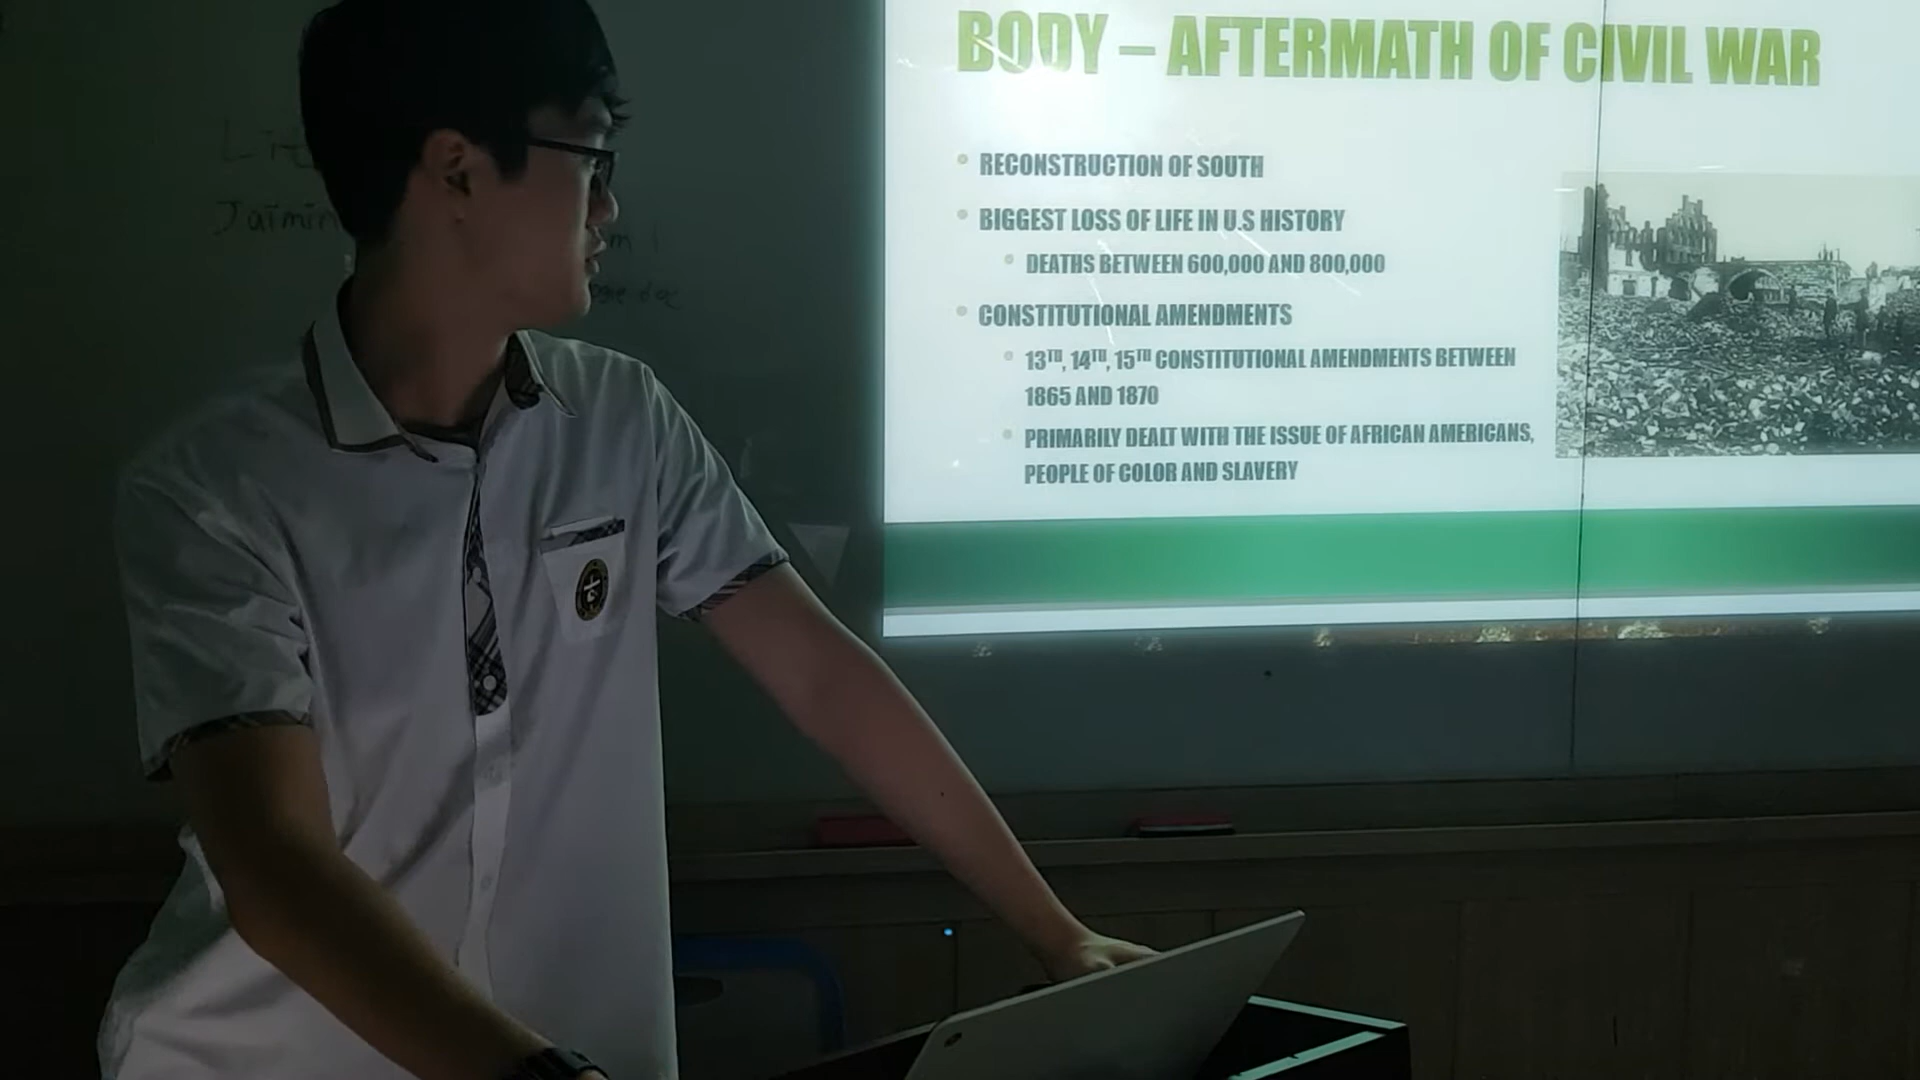 BODY – AFTERMATH OF CIVIL WAR
RECONSTRUCTION OF SOUTH
BIGGEST LOSS OF LIFE IN U.S HISTORY
DEATHS BETWEEN 600,000 AND 800,000
CONSTITUTIONAL AMENDMENTS
13TH, 14TH, 15TH CONSTITUTIONAL AMENDMENTS BETWEEN
1865 AND 1870
PRIMARILY DEALT WITH THE ISSUE OF AFRICAN AMERICANS,
PEOPLE OF COLOR AND SLAVERY